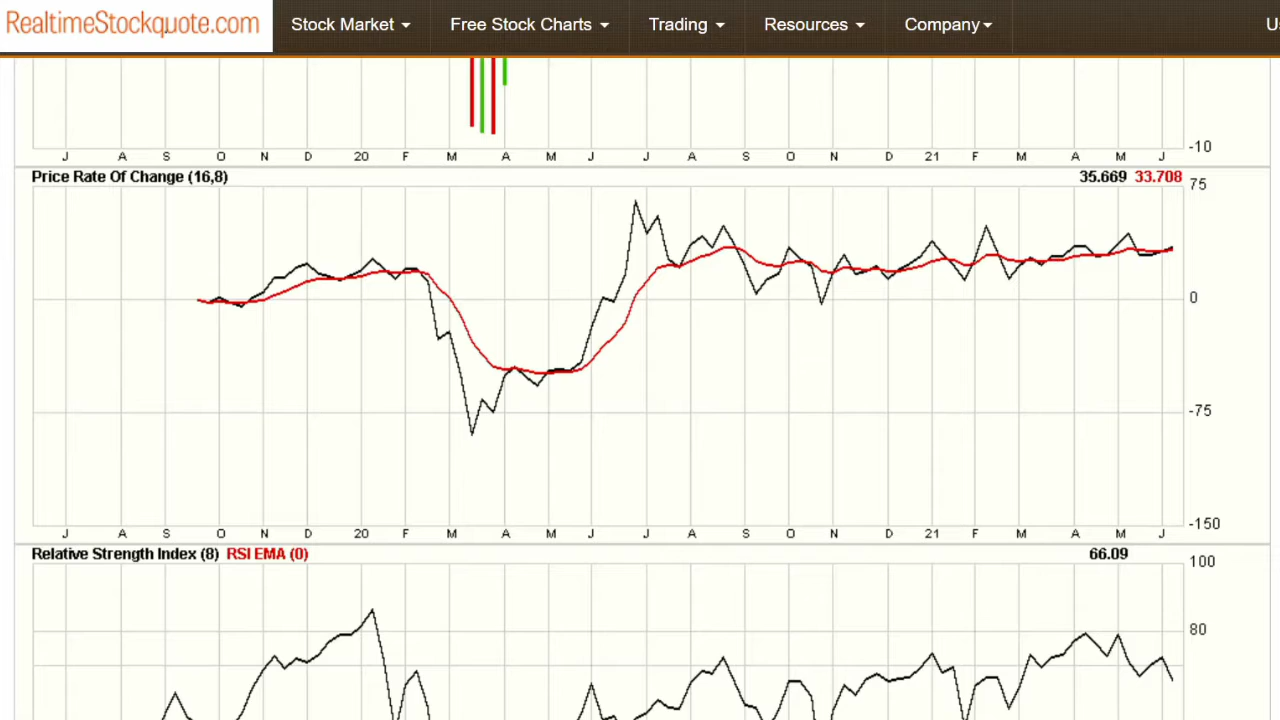 RealtimeStockquote.com Stock Market Free Stock Charts Trading Resources Company U
-10
J A S O N D 20 F M A M J J A S O N D 21 F M A M J
Price Rate Of Change (16,8) 35.669 33.708
75
0
-75
-150
J A S O N D 20 F M A M J J A S O N D 21 F M A M J
Relative Strength Index (8) RSI EMA (0) 66.09
100
80